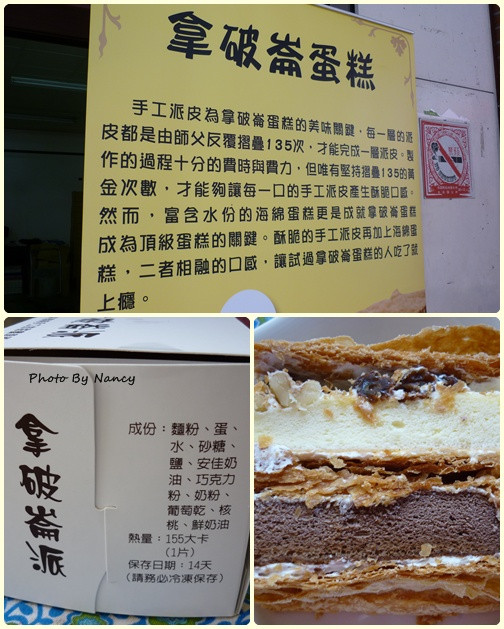 拿破崙蛋糕
手工派皮為拿破崙蛋糕的美味關鍵，每一層的派
皮都是由師父反覆摺疊135次，才能完成一層派皮。製
作的過程十分的費時與費力，但唯有堅持摺疊135的黃
金次數，才能夠讓每一口的手工派皮產生酥脆口感。
然而，富含水份的海綿蛋糕更是成就拿破崙蛋糕
成為頂級蛋糕的關鍵。酥脆的手工派皮再加上海綿蛋
糕，二者相融的口感，讓試過拿破崙蛋糕的人吃了就
上癮。
Photo By Nancy
拿破崙派
成份：麵粉、蛋、
水、砂糖、
鹽、安佳奶
油、巧克力
粉、奶粉、
葡萄乾、核
桃、鮮奶油
熱量：155大卡
(1片)
保存日期：14天
(請務必冷凍保存)